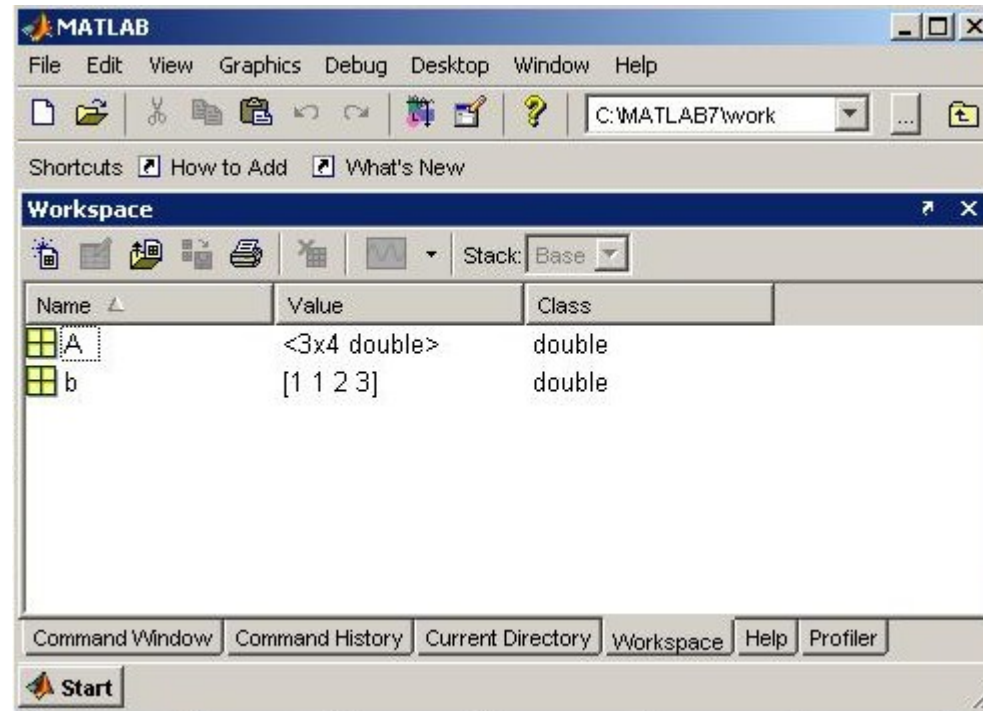 MATLAB
File Edit View Graphics Debug Desktop Window Help
C:\MATLAB7\work ...
Shortcuts How to Add What's New
Workspace
Stack: Base
Name Value Class
A <3x4 double> double
b [1 1 2 3] double
Command Window Command History Current Directory Workspace Help Profiler
Start